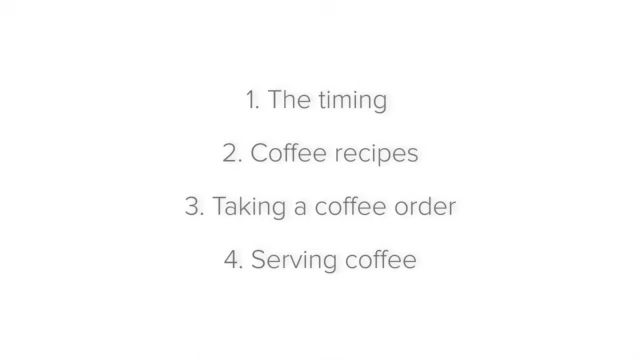 1. The timing
2. Coffee recipes
3. Taking a coffee order
4. Serving coffee